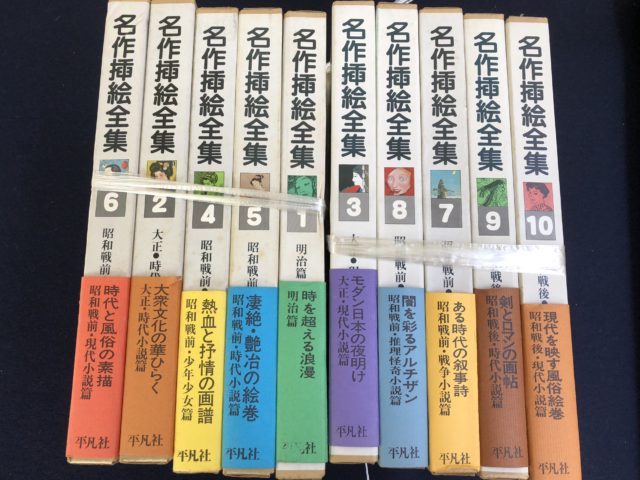 名作挿絵全集
6
昭和戦前
時代と風俗の素描
昭和戦前・現代小説篇
平凡社
名作挿絵全集
2
大正・時代
大衆文化の華ひらく
大正・時代小説篇
平凡社
名作挿絵全集
4
昭和戦前
熱血と抒情の画譜
昭和戦前・少年少女篇
平凡社
名作挿絵全集
5
昭和戦前
凄絶・艶冶の絵巻
昭和戦前・時代小説篇
平凡社
名作挿絵全集
1
明治篇
時を超える浪漫
明治篇
平凡社
名作挿絵全集
3
モダン日本の夜明け
大正・現代小説篇
平凡社
名作挿絵全集
8
昭和戦前
闇を彩るアルチザン
昭和戦前・推理怪奇小説篇
平凡社
名作挿絵全集
7
昭和戦前
ある時代の叙事詩
昭和戦前・戦争小説篇
平凡社
名作挿絵全集
9
戦後・
剣とロマンの画帖
昭和戦後・時代小説篇
平凡社
名作挿絵全集
10
戦後・
現代を映す風俗絵巻
昭和戦後・現代小説篇
平凡社